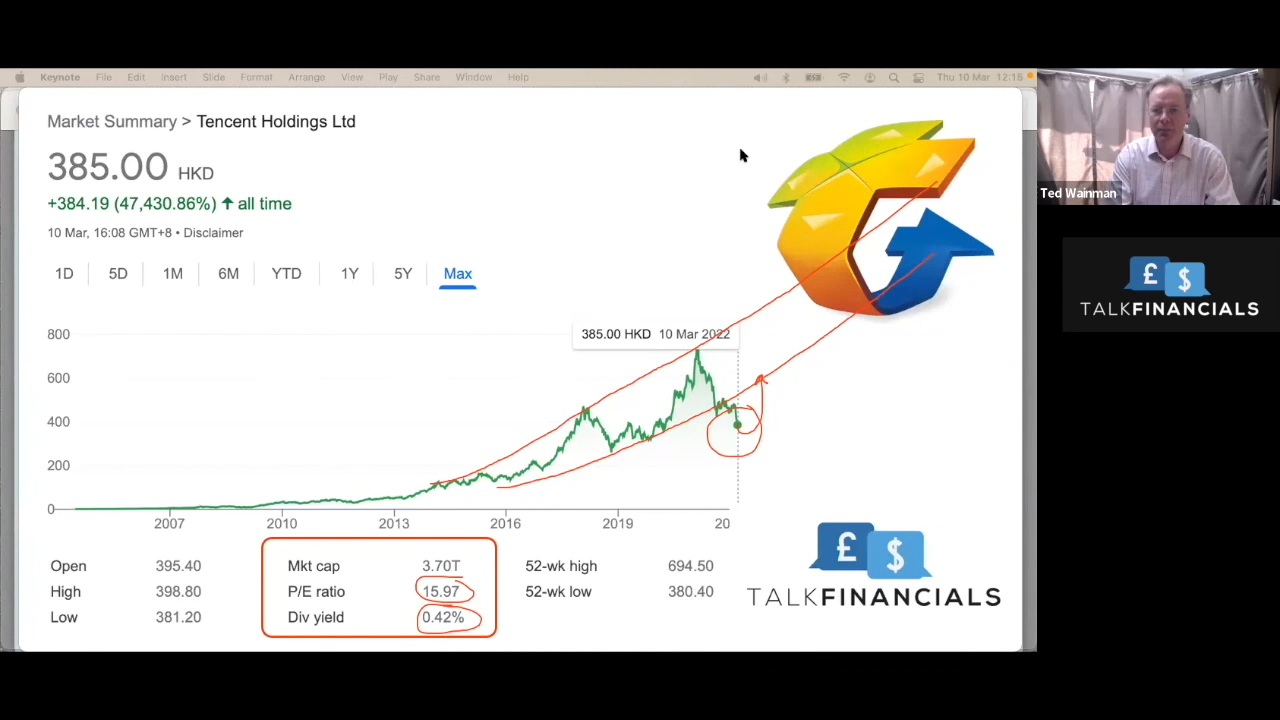 Keynote File Edit Insert Slide Format Arrange View Play Share Window Help Thu 10 Mar 12:16
Market Summary > Tencent Holdings Ltd
385.00 HKD
+384.19 (47,430.86%) ↑ all time
10 Mar, 16:08 GMT+8 • Disclaimer
1D 5D 1M 6M YTD 1Y 5Y Max
385.00 HKD 10 Mar 2022
800
600
400
200
0
2007 2010 2013 2016 2019 20
Open 395.40
High 398.80
Low 381.20
Mkt cap 3.70T
P/E ratio 15.97
Div yield 0.42%
52-wk high 694.50
52-wk low 380.40
£ $
TALKFINANCIALS
Ted Wainman
£ $
TALKFINANCIALS